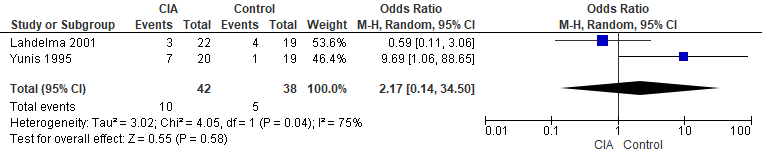 CIA Control Odds Ratio Odds Ratio
Study or Subgroup Events Total Events Total Weight M-H, Random, 95% CI M-H, Random, 95% CI
Lahdelma 2001 3 22 4 19 53.6% 0.59 [0.11, 3.06]
Yunis 1995 7 20 1 19 46.4% 9.69 [1.06, 88.65]
Total (95% CI) 42 38 100.0% 2.17 [0.14, 34.50]
Total events 10 5
Heterogeneity: Tau² = 3.02; Chi² = 4.05, df = 1 (P = 0.04); I² = 75%
Test for overall effect: Z = 0.55 (P = 0.58)
0.01 0.1 1 10 100
CIA Control